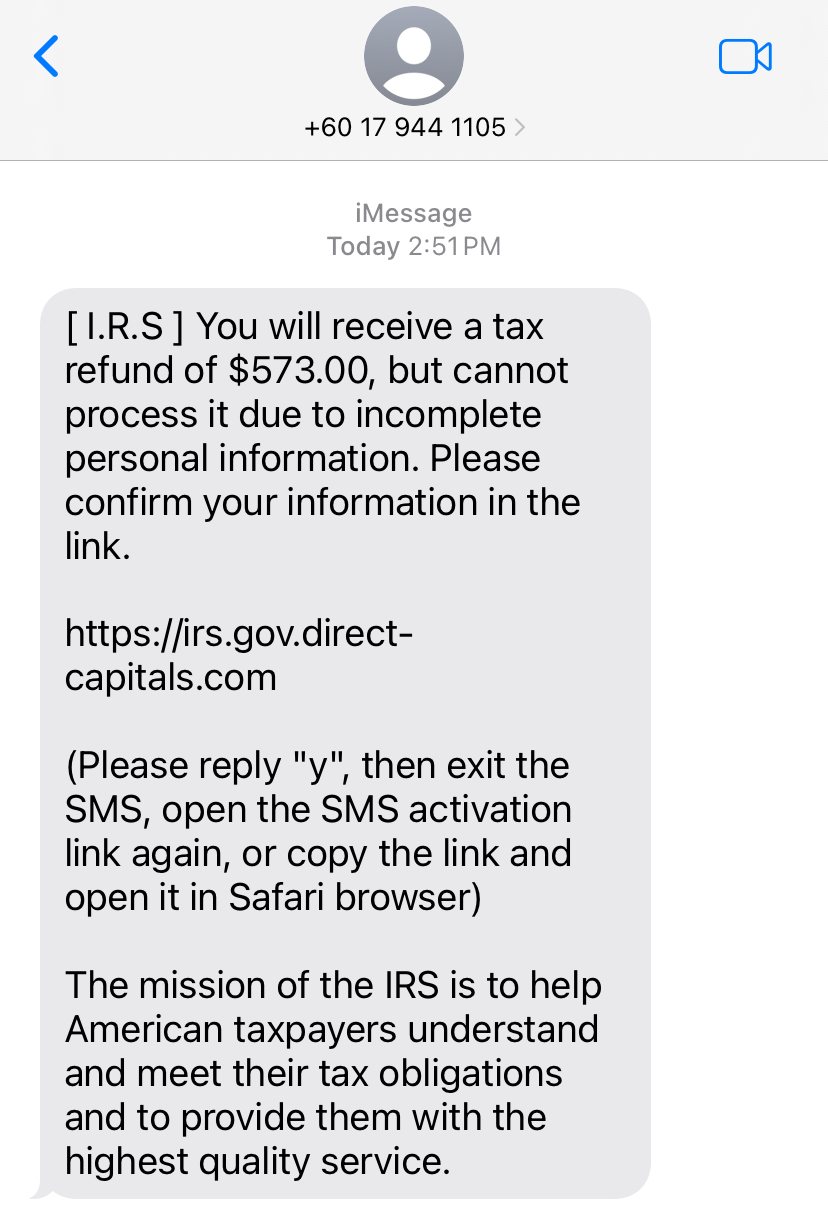 +60 17 944 1105
iMessage
Today 2:51 PM
[ I.R.S ] You will receive a tax
refund of $573.00, but cannot
process it due to incomplete
personal information. Please
confirm your information in the
link.
https://irs.gov.direct-
capitals.com
(Please reply "y", then exit the
SMS, open the SMS activation
link again, or copy the link and
open it in Safari browser)
The mission of the IRS is to help
American taxpayers understand
and meet their tax obligations
and to provide them with the
highest quality service.